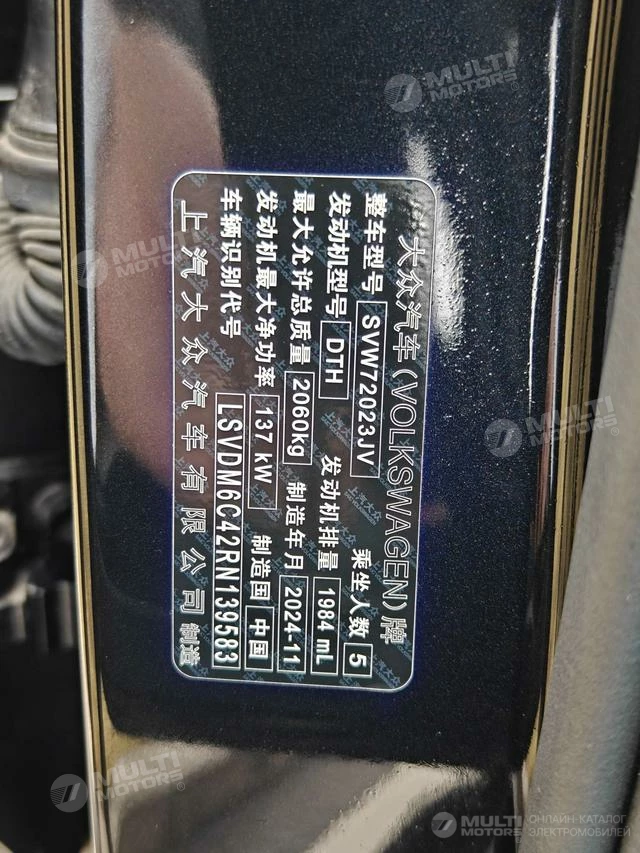 大众汽车(VOLKSWAGEN)牌
整车型号 SVW72023JV 乘坐人数 5
发动机型号 DTH 发动机排量 1984 mL
最大允许总质量 2060kg 制造年月 2024-11
发动机最大净功率 137 kW 制造国 中国
车辆识别代号 LSVDM6C42RN139583
上汽大众汽车有限公司 制造
MULTI
MOTORS®
MULTI
MOTORS®
MULTI
MOTORS®
MULTI
MOTORS®
ОНЛАЙН-КАТАЛОГ
ЭЛЕКТРОМОБИЛЕЙ